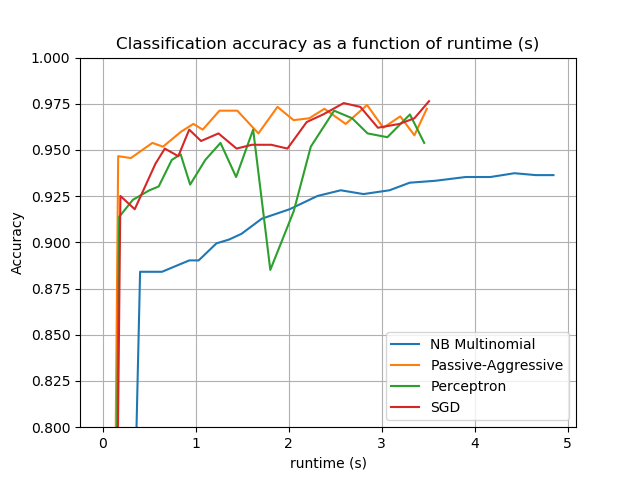 Classification accuracy as a function of runtime (s)
1.000
0.975
0.950
0.925
0.900
0.875
0.850
0.825
0.800
Accuracy
NB Multinomial
Passive-Aggressive
Perceptron
SGD
0 1 2 3 4 5
runtime (s)